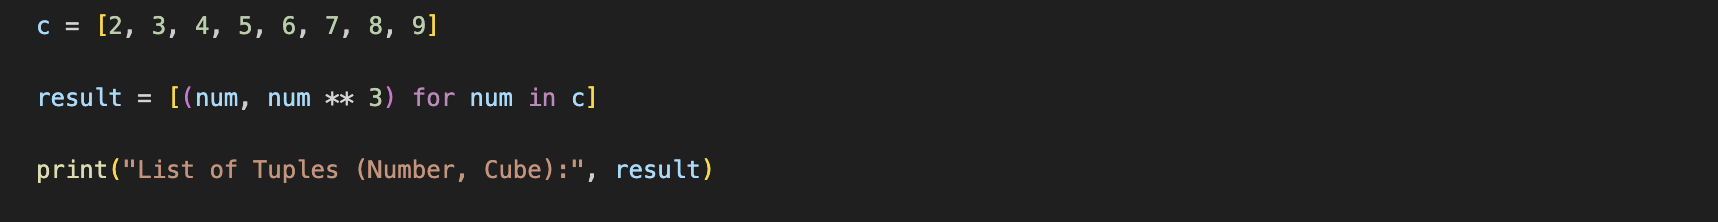 c = [2, 3, 4, 5, 6, 7, 8, 9]
result = [(num, num ** 3) for num in c]
print("List of Tuples (Number, Cube):", result)